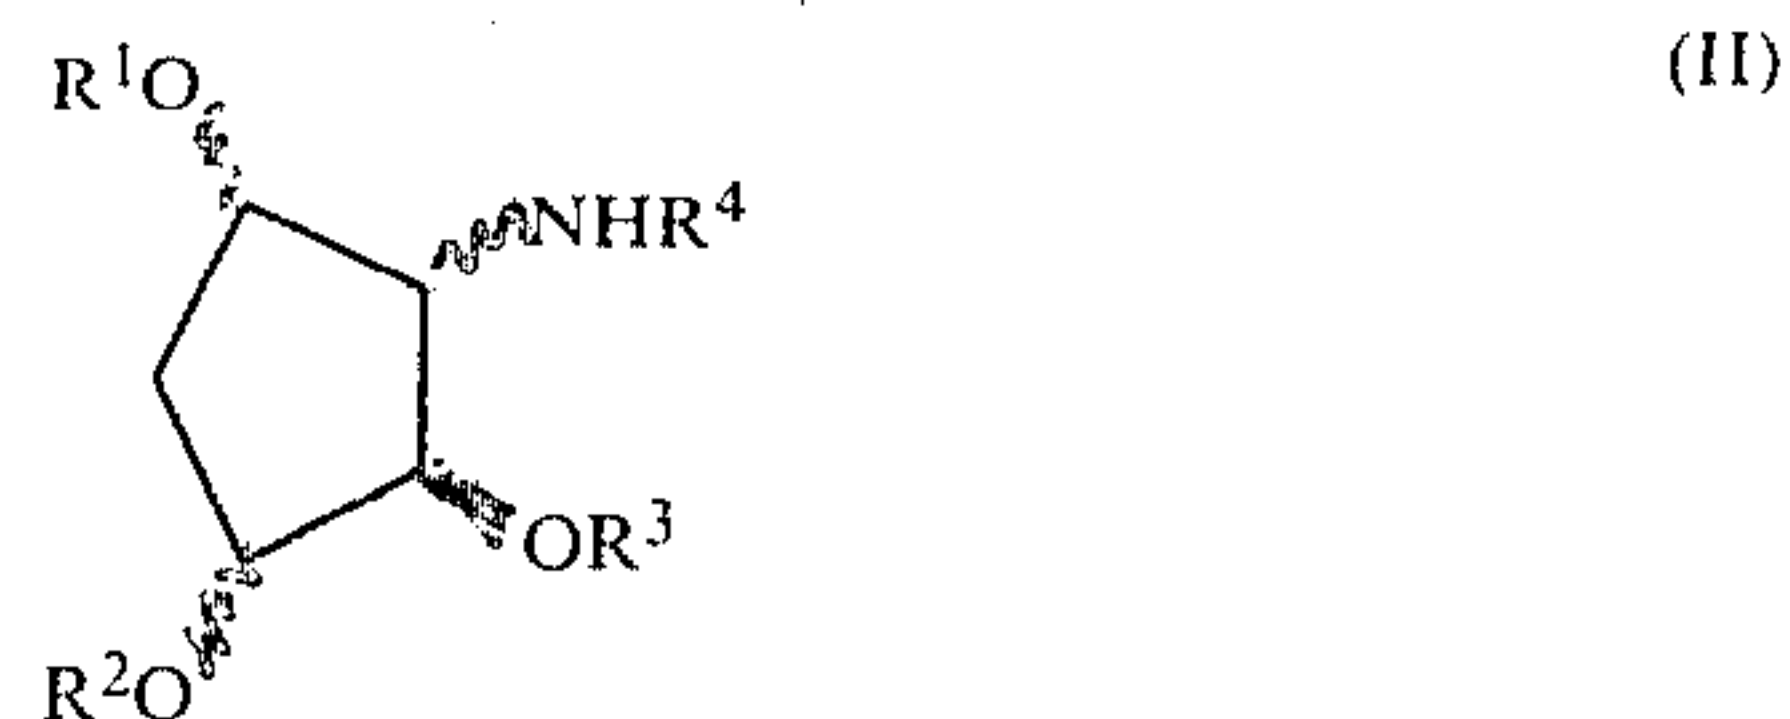 R¹O
(II)
NHR⁴
OR³
R²O